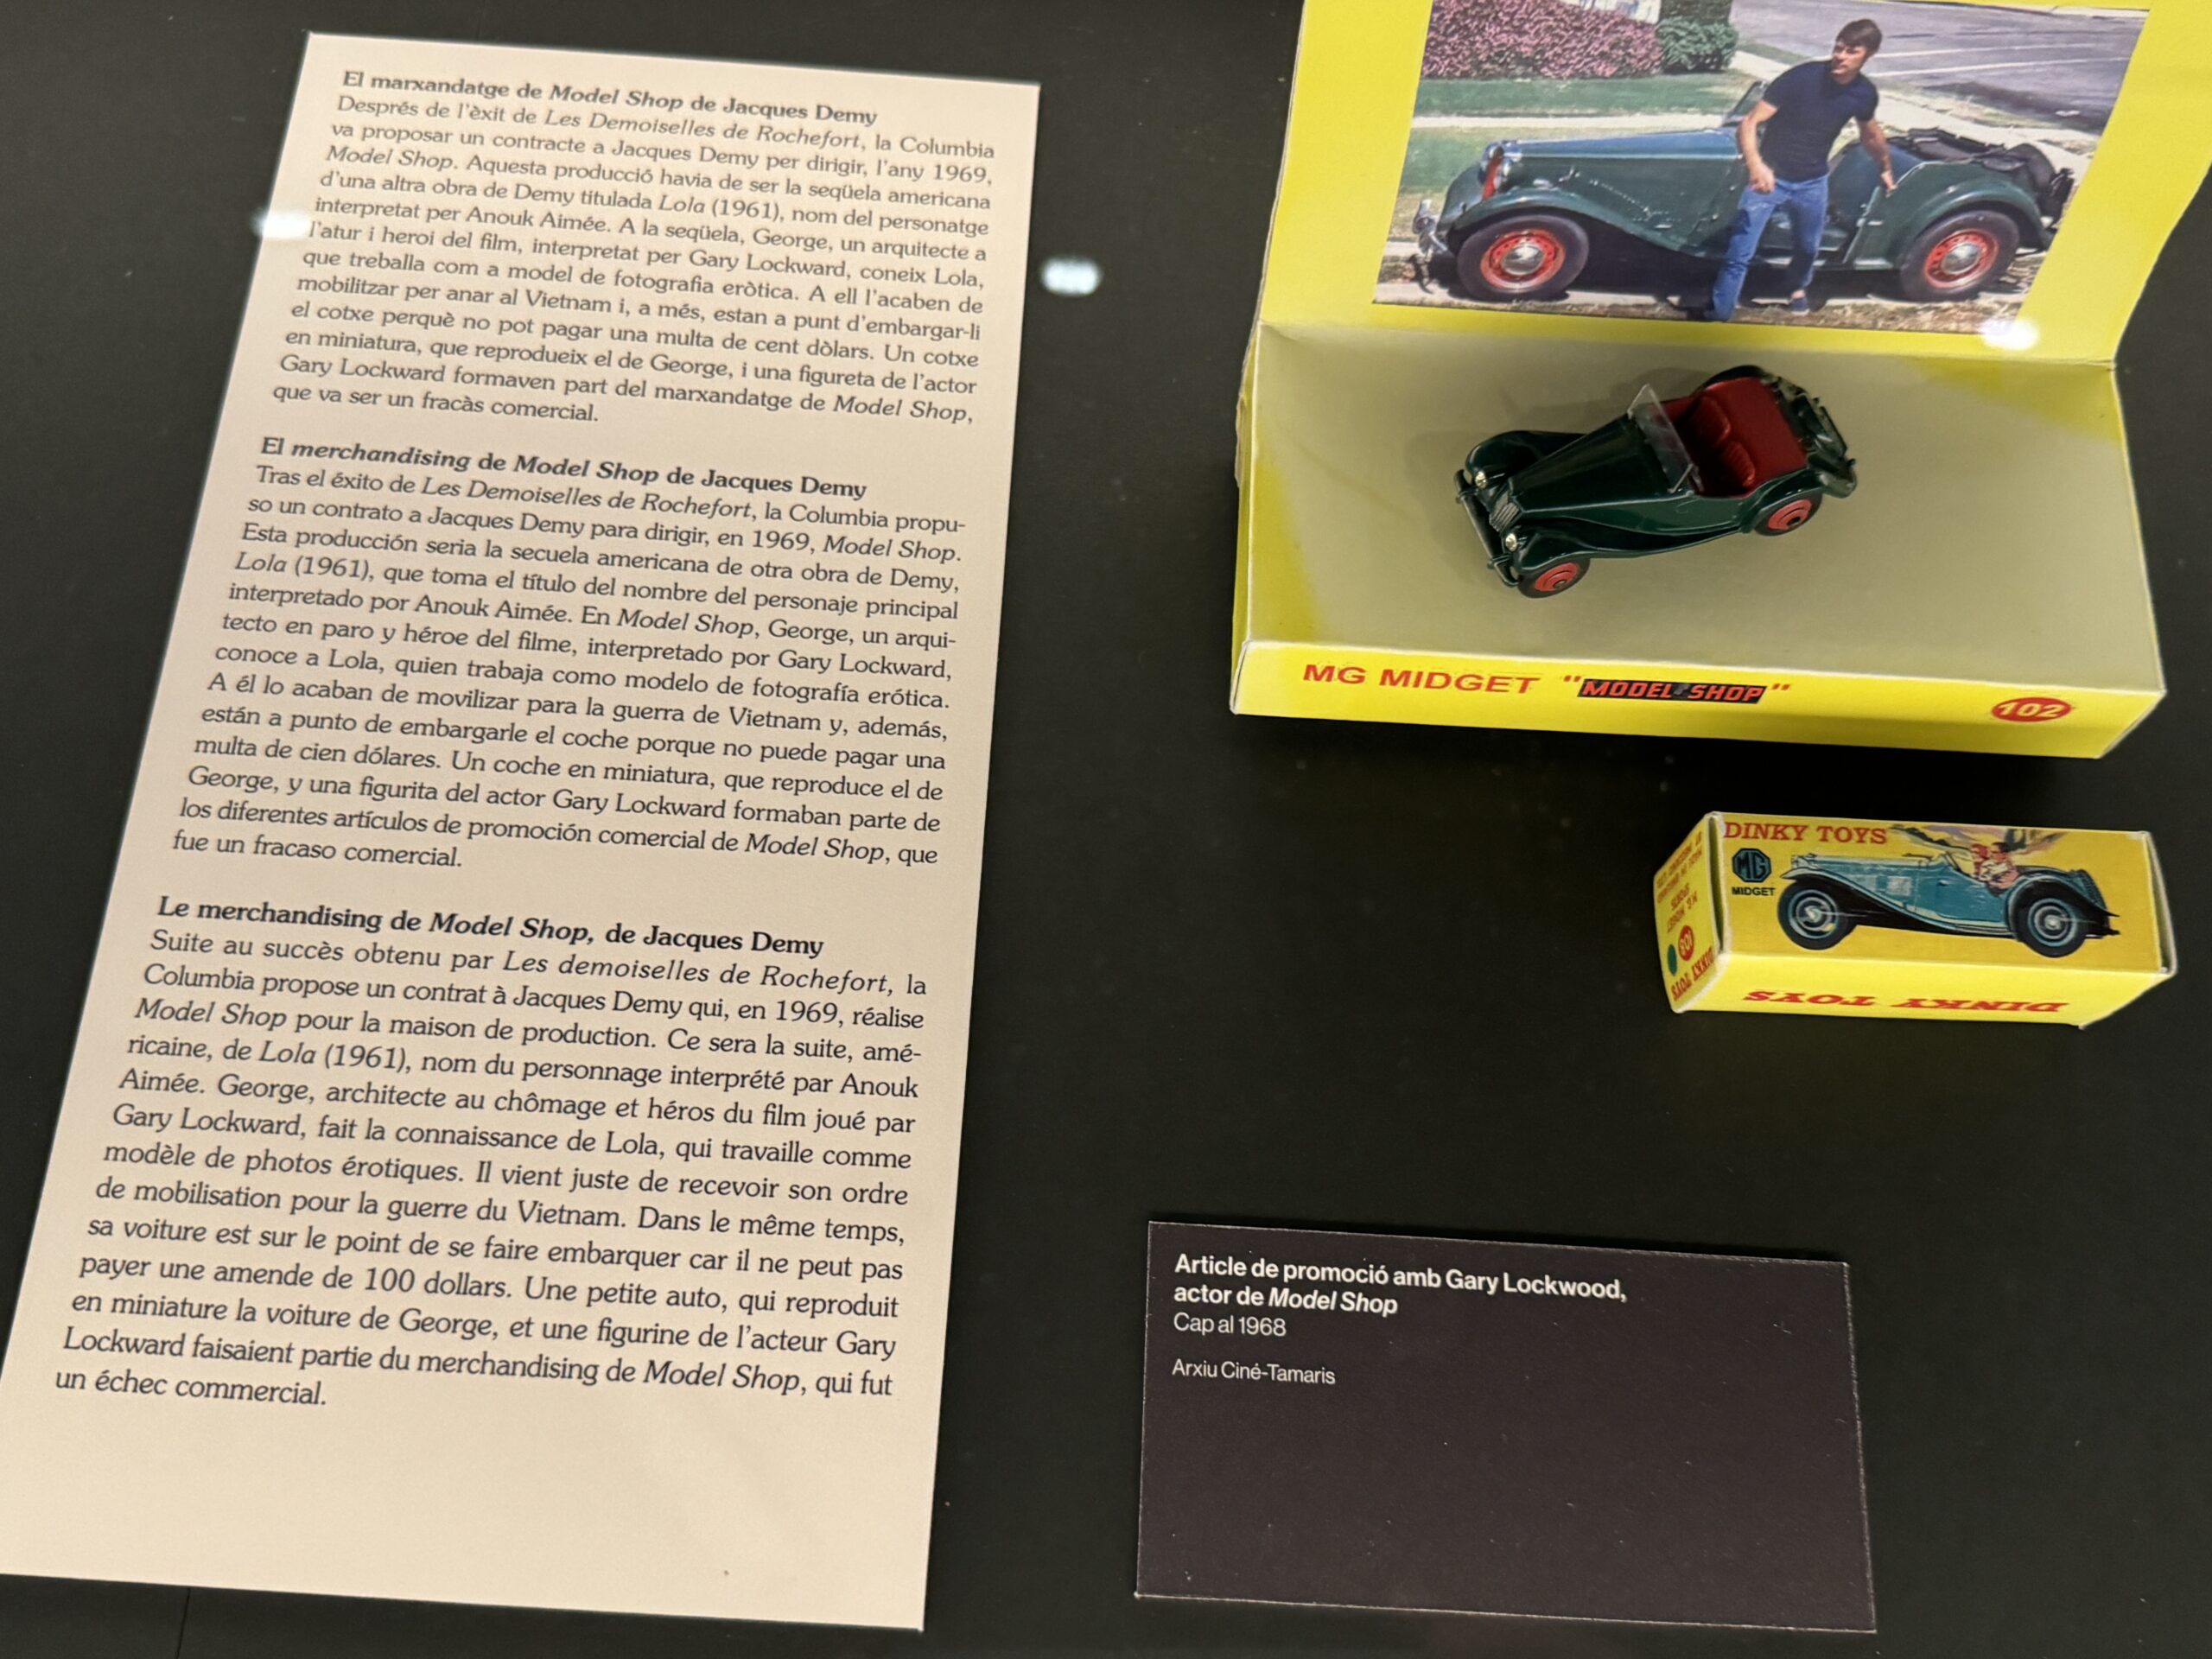 El marxandatge de Model Shop de Jacques Demy
Després de l'èxit de Les Demoiselles de Rochefort, la Columbia
va proposar un contracte a Jacques Demy per dirigir, l'any 1969,
Model Shop. Aquesta producció havia de ser la seqüela americana
d'una altra obra de Demy titulada Lola (1961), nom del personatge
interpretat per Anouk Aimée. A la seqüela, George, un arquitecte a
l'atur i heroi del film, interpretat per Gary Lockward, coneix Lola,
que treballa com a model de fotografia eròtica. A ell l'acaben de
mobilitzar per anar al Vietnam i, a més, estan a punt d'embargar-li
el cotxe perquè no pot pagar una multa de cent dòlars. Un cotxe
en miniatura, que reprodueix el de George, i una figureta de l'actor
Gary Lockward formaven part del marxandatge de Model Shop,
que va ser un fracàs comercial.
El merchandising de Model Shop de Jacques Demy
Tras el éxito de Les Demoiselles de Rochefort, la Columbia propu-
so un contrato a Jacques Demy para dirigir, en 1969, Model Shop.
Esta producción seria la secuela americana de otra obra de Demy,
Lola (1961), que toma el título del nombre del personaje principal
interpretado por Anouk Aimée. En Model Shop, George, un arqui-
tecto en paro y héroe del filme, interpretado por Gary Lockward,
conoce a Lola, quien trabaja como modelo de fotografía erótica.
A él lo acaban de movilizar para la guerra de Vietnam y, además,
están a punto de embargarle el coche porque no puede pagar una
multa de cien dólares. Un coche en miniatura, que reproduce el de
George, y una figurita del actor Gary Lockward formaban parte de
los diferentes artículos de promoción comercial de Model Shop, que
fue un fracaso comercial.
Le merchandising de Model Shop, de Jacques Demy
Suite au succès obtenu par Les demoiselles de Rochefort, la
Columbia propose un contrat à Jacques Demy qui, en 1969, réalise
Model Shop pour la maison de production. Ce sera la suite, amé-
ricaine, de Lola (1961), nom du personnage interprété par Anouk
Aimée. George, architecte au chômage et héros du film joué par
Gary Lockward, fait la connaissance de Lola, qui travaille comme
modèle de photos érotiques. Il vient juste de recevoir son ordre
de mobilisation pour la guerre du Vietnam. Dans le même temps,
sa voiture est sur le point de se faire embarquer car il ne peut pas
payer une amende de 100 dollars. Une petite auto, qui reproduit
en miniature la voiture de George, et une figurine de l'acteur Gary
Lockward faisaient partie du merchandising de Model Shop, qui fut
un échec commercial.
MG MIDGET "MODEL SHOP" 102
DINKY TOYS
MG
MIDGET
DINKY TOYS
DINKY TOYS
Article de promoció amb Gary Lockwood,
actor de Model Shop
Cap al 1968
Arxiu Ciné-Tamaris